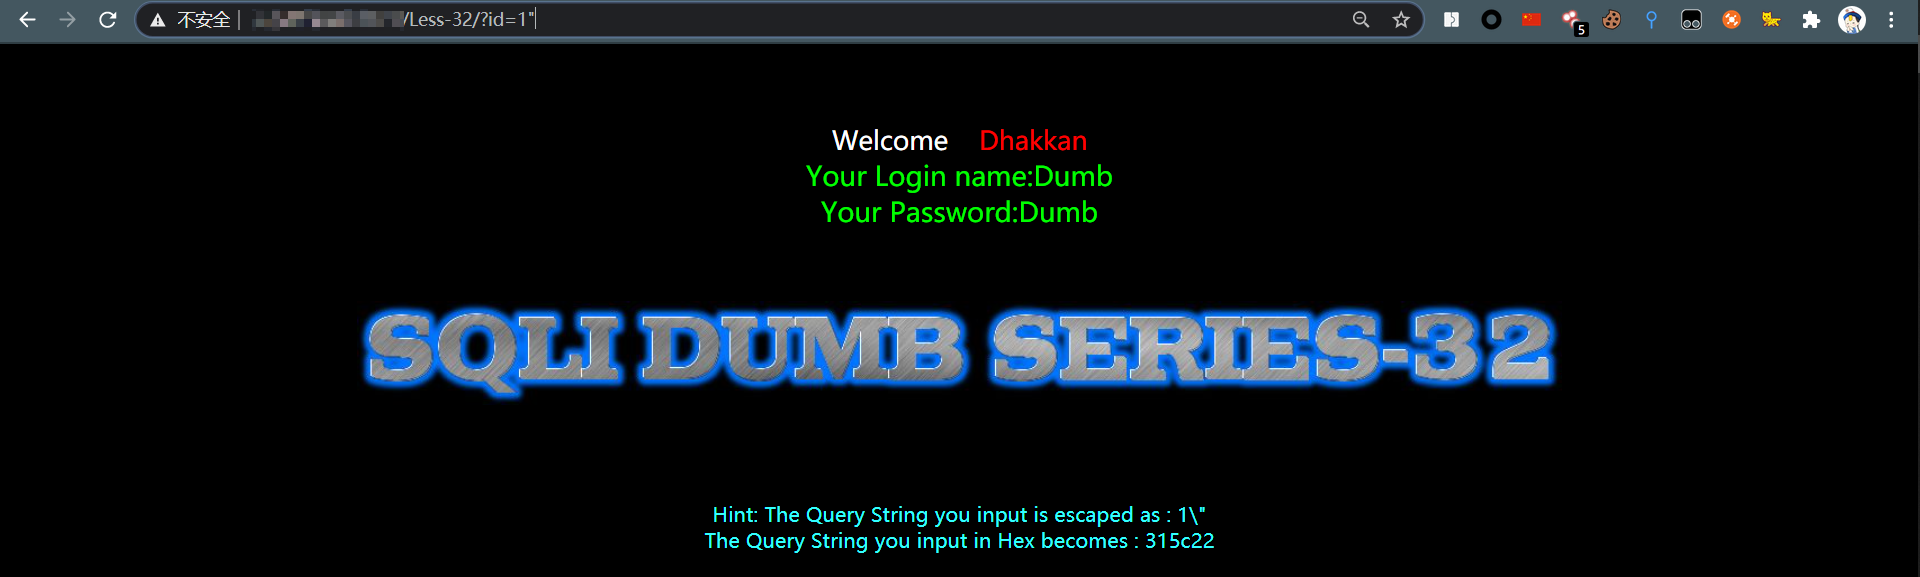 不安全 | /Less-32/?id=1"
5
Welcome Dhakkan
Your Login name:Dumb
Your Password:Dumb
SQLI DUMB SERIES-32
Hint: The Query String you input is escaped as : 1\"
The Query String you input in Hex becomes : 315c22